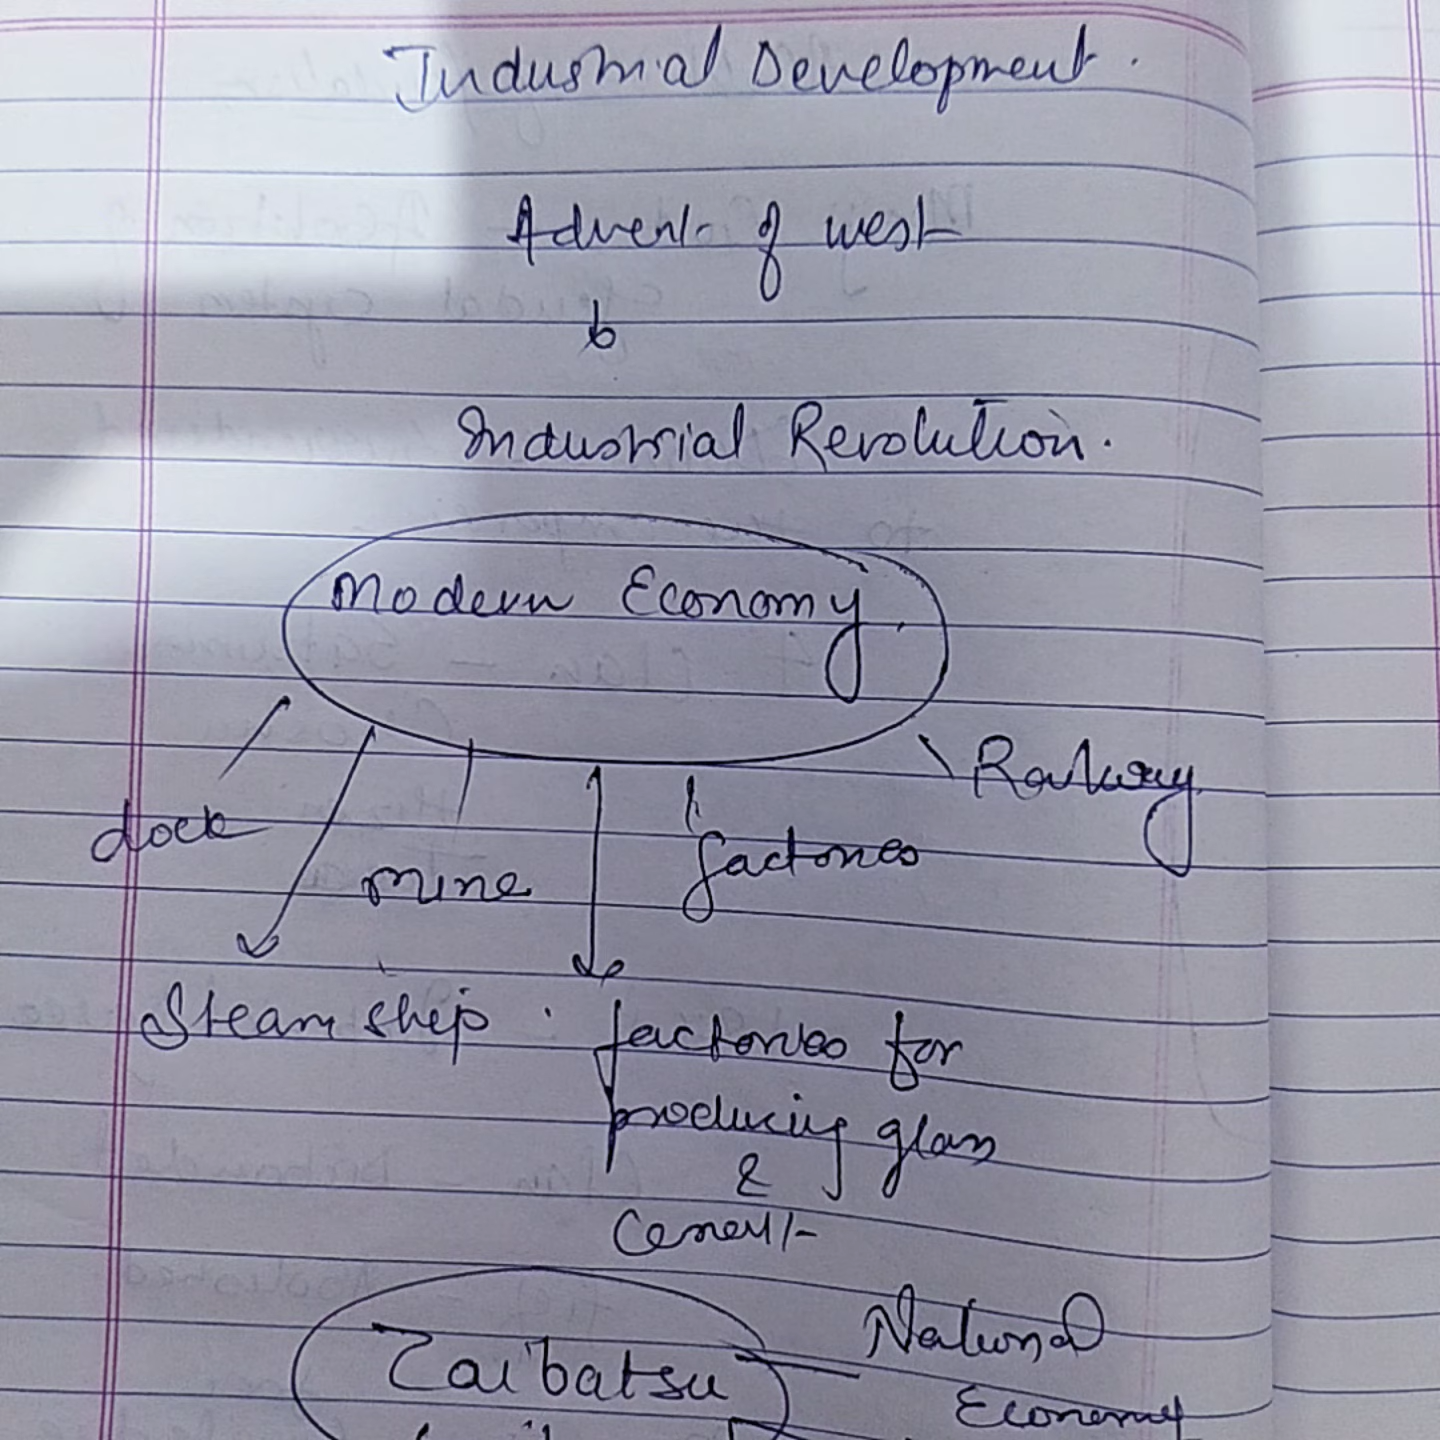 Industrial Development.
Advent of west
Industrial Revolution.
Modern Economy.
Railway
dock
mine
factories
Steam ship.
factories for
producing glass
&
Cement
National
Zaibatsu
Economy